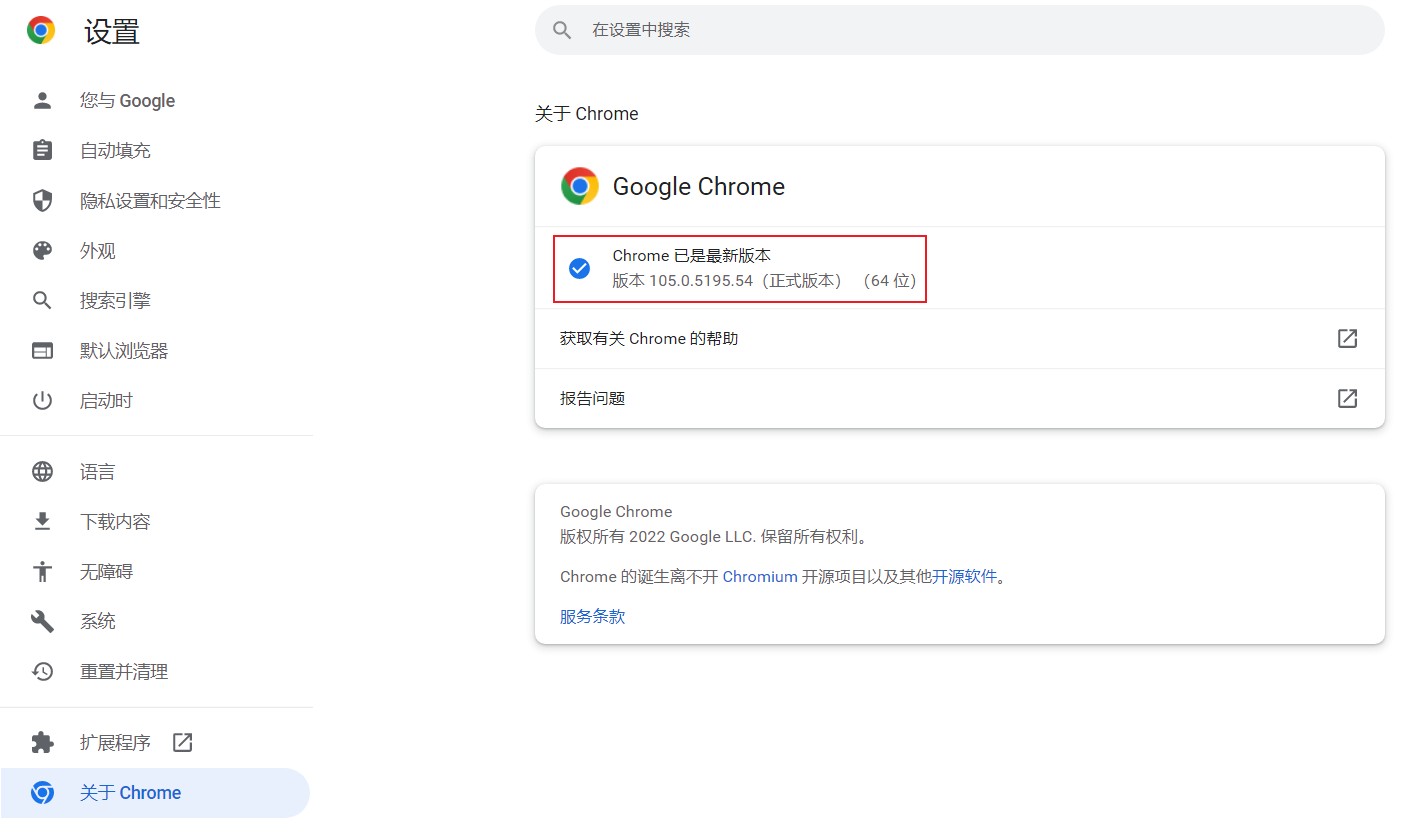 设置
在设置中搜索
您与 Google
自动填充
隐私设置和安全性
外观
搜索引擎
默认浏览器
启动时
语言
下载内容
无障碍
系统
重置并清理
扩展程序
关于 Chrome
关于 Chrome
Google Chrome
Chrome 已是最新版本
版本 105.0.5195.54（正式版本） （64 位）
获取有关 Chrome 的帮助
报告问题
Google Chrome
版权所有 2022 Google LLC. 保留所有权利。
Chrome 的诞生离不开 Chromium 开源项目以及其他开源软件。
服务条款